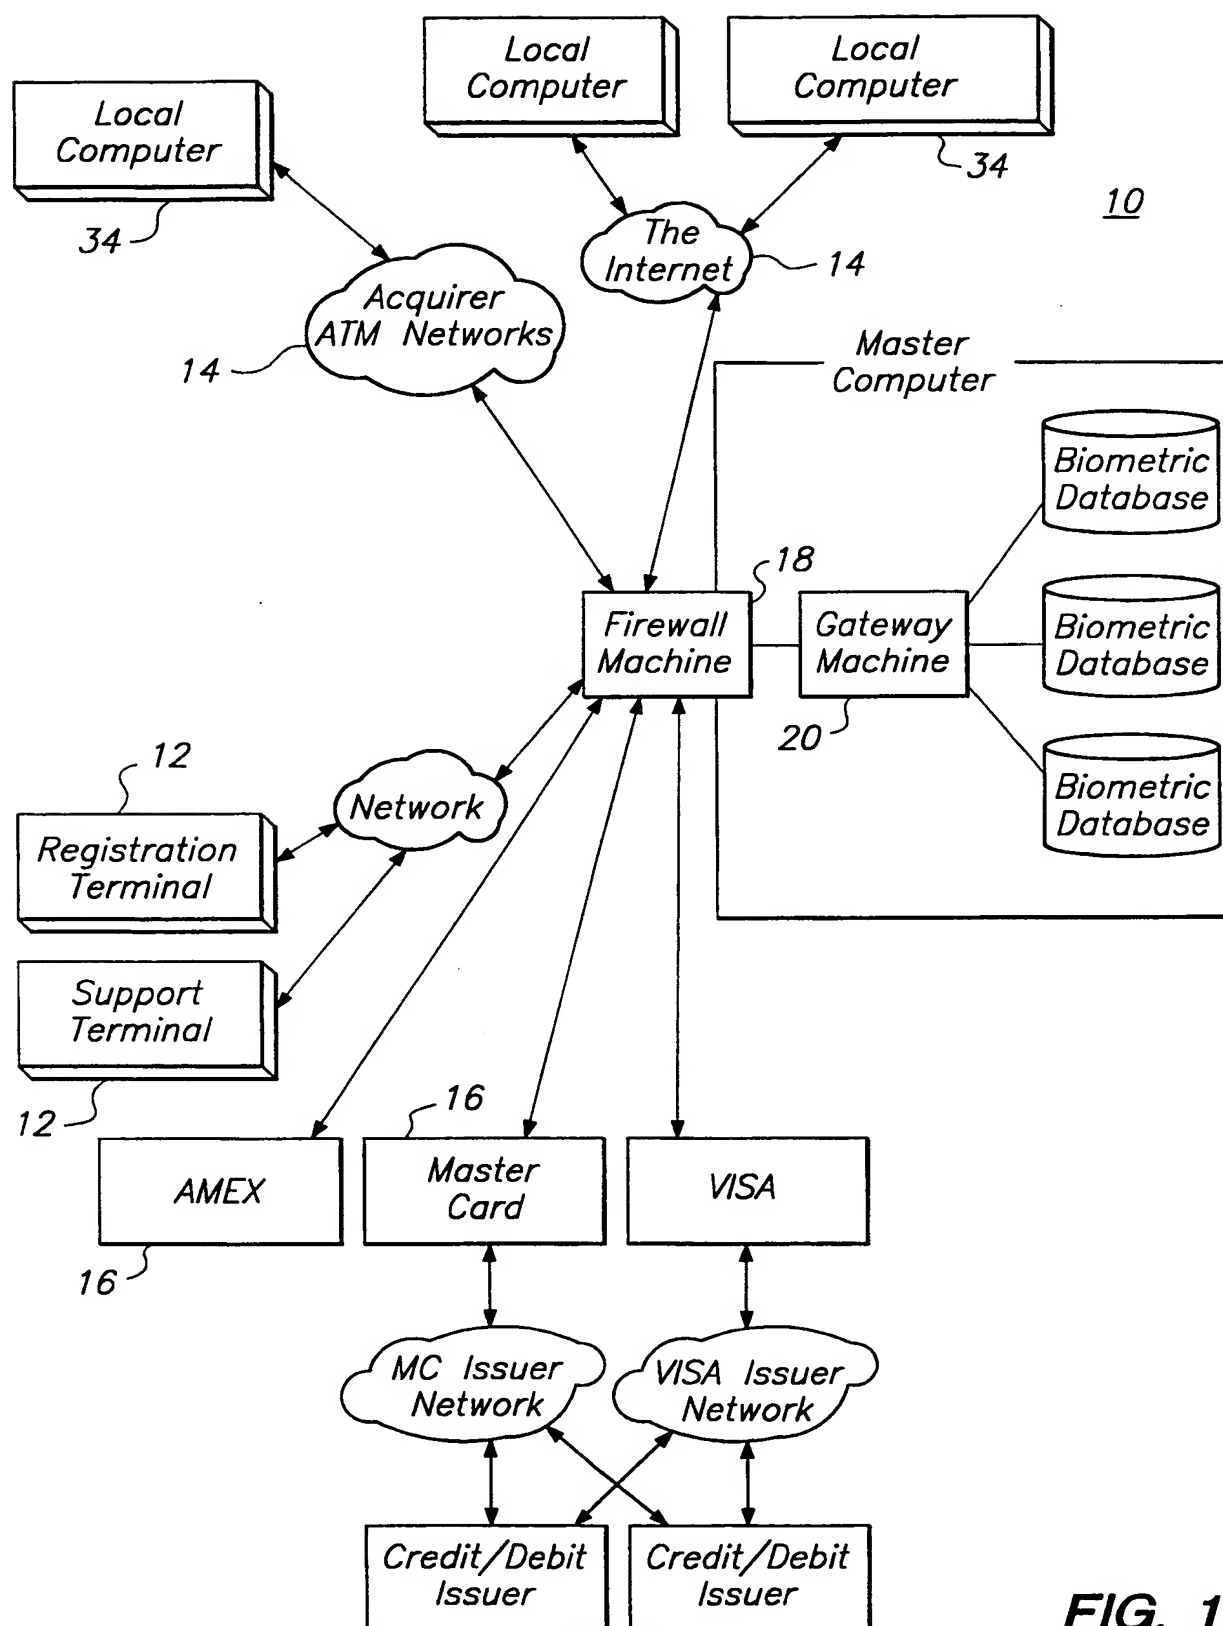 Local
Computer
Local
Computer
Local
Computer
34
34
10
The
Internet
14
Acquirer
ATM Networks
14
Master
Computer
Biometric
Database
18
Firewall
Machine
Gateway
Machine
20
Biometric
Database
Biometric
Database
12
Network
Registration
Terminal
Support
Terminal
12
16
AMEX
Master
Card
VISA
16
MC Issuer
Network
VISA Issuer
Network
Credit/Debit
Issuer
Credit/Debit
Issuer
FIG. 1